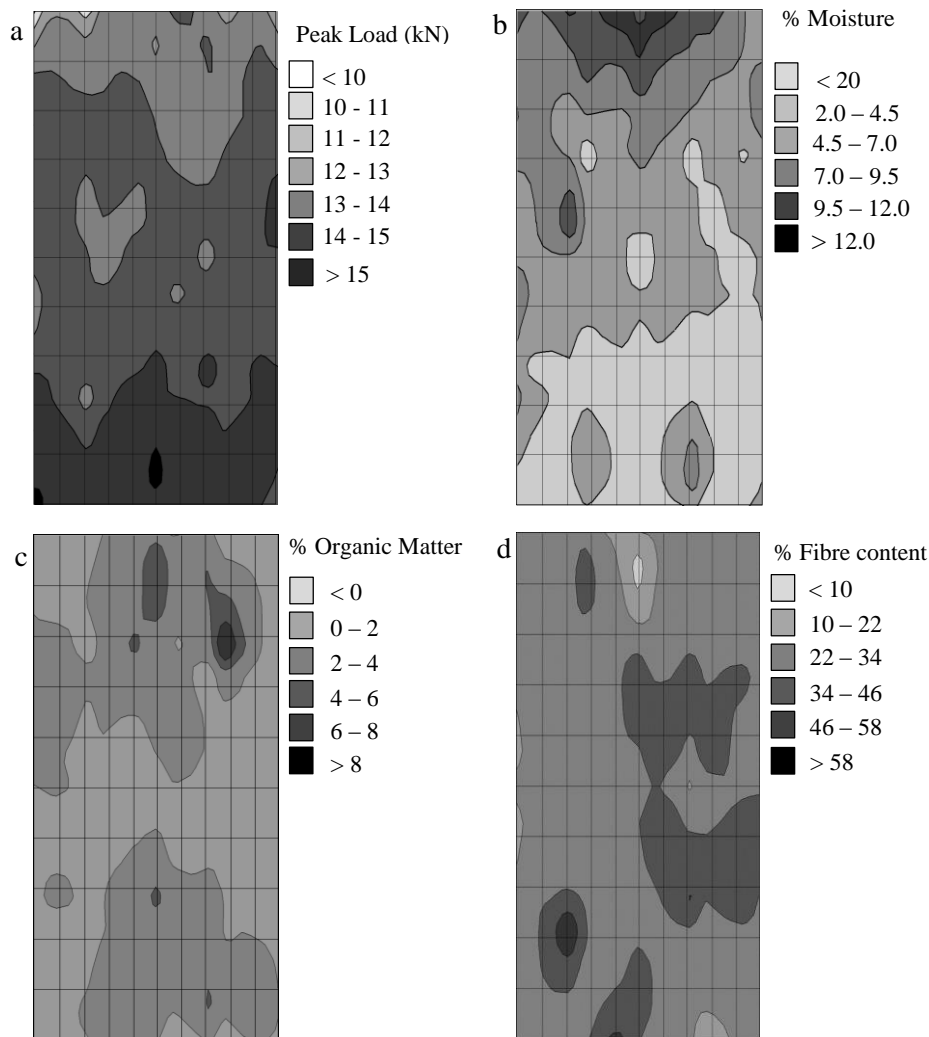 a
Peak Load (kN)
< 10
10 - 11
11 - 12
12 - 13
13 - 14
14 - 15
> 15
b
% Moisture
< 20
2.0 – 4.5
4.5 – 7.0
7.0 – 9.5
9.5 – 12.0
> 12.0
c
% Organic Matter
< 0
0 – 2
2 – 4
4 – 6
6 – 8
> 8
d
% Fibre content
< 10
10 – 22
22 – 34
34 – 46
46 – 58
> 58